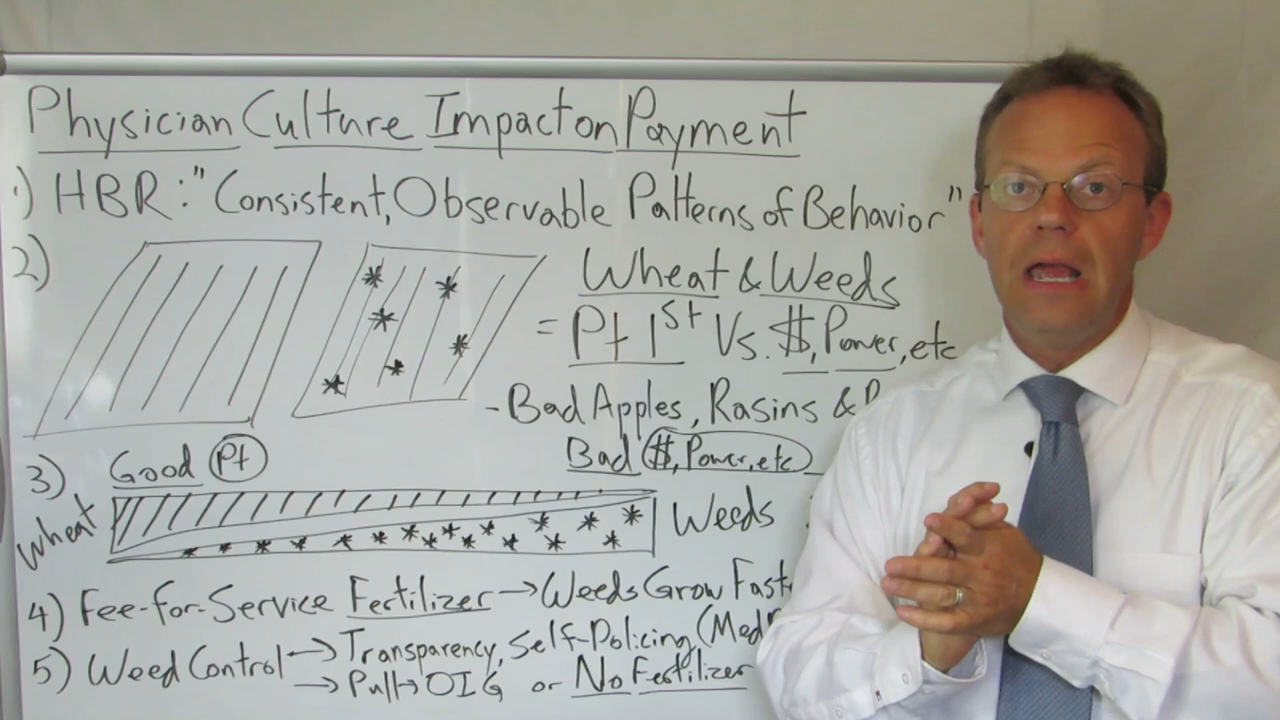 Physician Culture Impact on Payment
1) HBR: "Consistent, Observable Patterns of Behavior"
2)
Wheat & Weeds
= Pt 1st Vs. $, Power, etc
- Bad Apples, Rasins &
3) Good Pt
Bad $, Power, etc
Wheat
Weeds
4) Fee-for-Service Fertilizer → Weeds Grow Fast
5) Weed Control → Transparency, Self-Policing, (Med
→ Pull → OIG or No Fertilizer